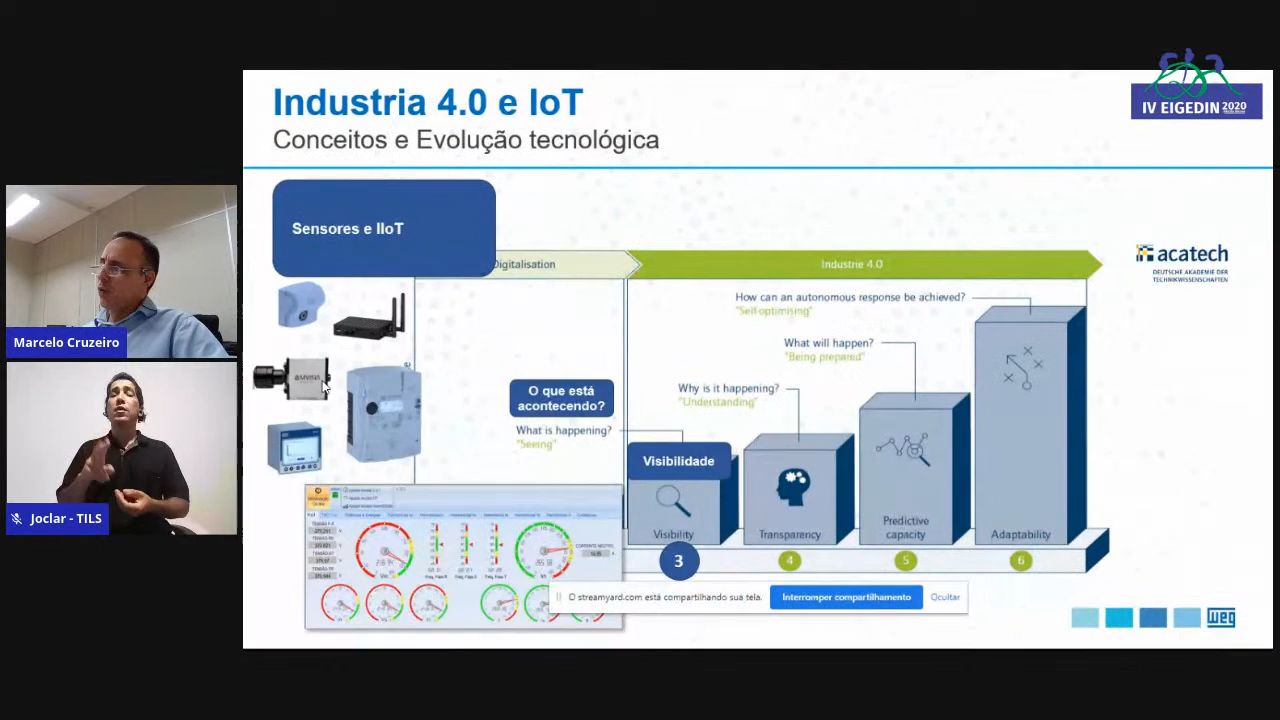 Industria 4.0 e IoT
Conceitos e Evolução tecnológica
IV EIGEDIN 2020
Sensores e IIoT
Digitalisation
Industrie 4.0
acatech
DEUTSCHE AKADEMIE DER
TECHNIKWISSENSCHAFTEN
How can an autonomous response be achieved?
"Self-optimising"
What will happen?
"Being prepared"
Why is it happening?
"Understanding"
O que está
acontecendo?
What is happening?
"Seeing"
Visibilidade
Visibility
Transparency
Predictive
capacity
Adaptability
3
4
5
6
Marcelo Cruzeiro
Joclar - TILS
O streamyard.com está compartilhando sua tela.
Interromper compartilhamento
Ocultar
weg